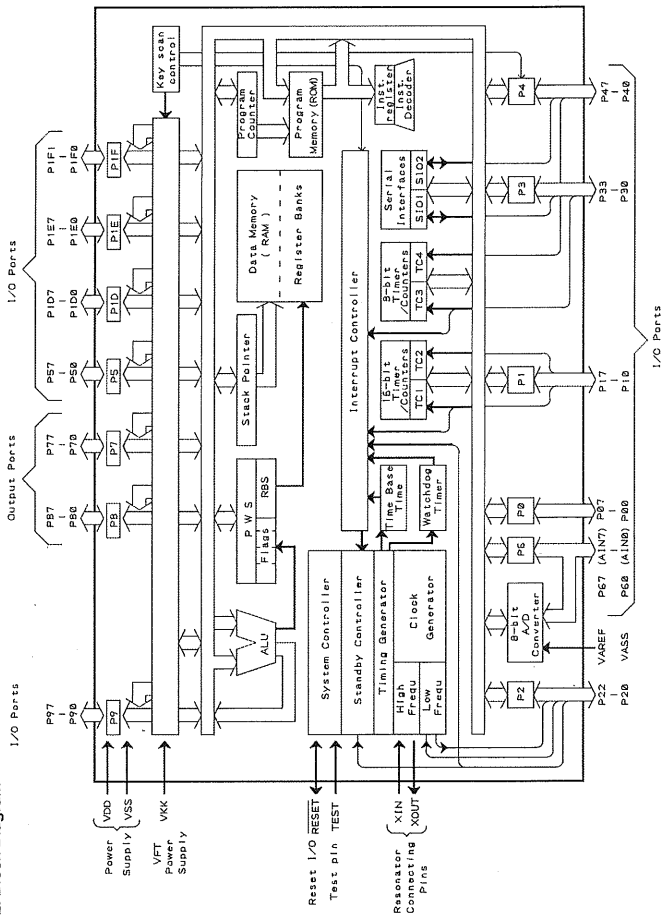 I/O Ports
Output Ports
I/O Ports
P97 | P90
P87 | P80
P77 | P70
P57 | P50
P1D7 | P1D0
P1E7 | P1E0
P1F1 | P1F0
P9
P8
P7
P5
P1D
P1E
P1F
Power Supply
VDD
VSS
VFT Power Supply
VKK
Key scan control
ALU
P W S
Flags
RBS
Stack Pointer
Data Memory
( RAM )
Register Banks
Program Counter
Program Memory (ROM)
Inst. register
Inst. Decoder
Reset I/O RESET
Test pin TEST
Resonator Connecting Pins
XIN
XOUT
System Controller
Standby Controller
Timing Generator
High Frequ
Low Frequ
Clock Generator
Interrupt Controller
Time Base Time
Watchdog Timer
16-bit Timer /Counters
TC1
TC2
8-bit Timer /Counters
TC3
TC4
Serial Interfaces
SIO1
SIO2
8-bit A/D Converter
P2
P6
P0
P1
P3
P4
P22 | P20
VAREF
VASS
P67 (AIN7) | P60 (AIN0)
P07 | P00
P17 | P10
P33 | P30
P47 | P40
I/O Ports